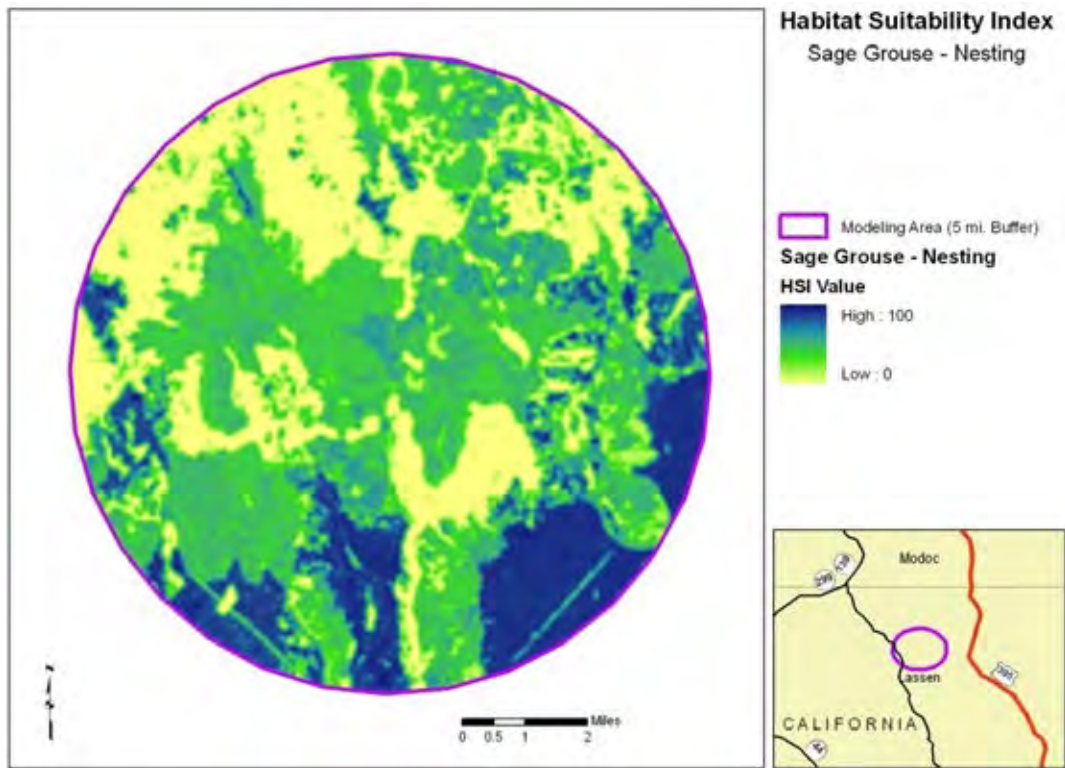 Habitat Suitability Index
Sage Grouse - Nesting
Modeling Area (5 mi. Buffer)
Sage Grouse - Nesting
HSI Value
High : 100
Low : 0
Miles
0 0.5 1 2
Modoc
299
139
Lassen
395
CALIFORNIA
44